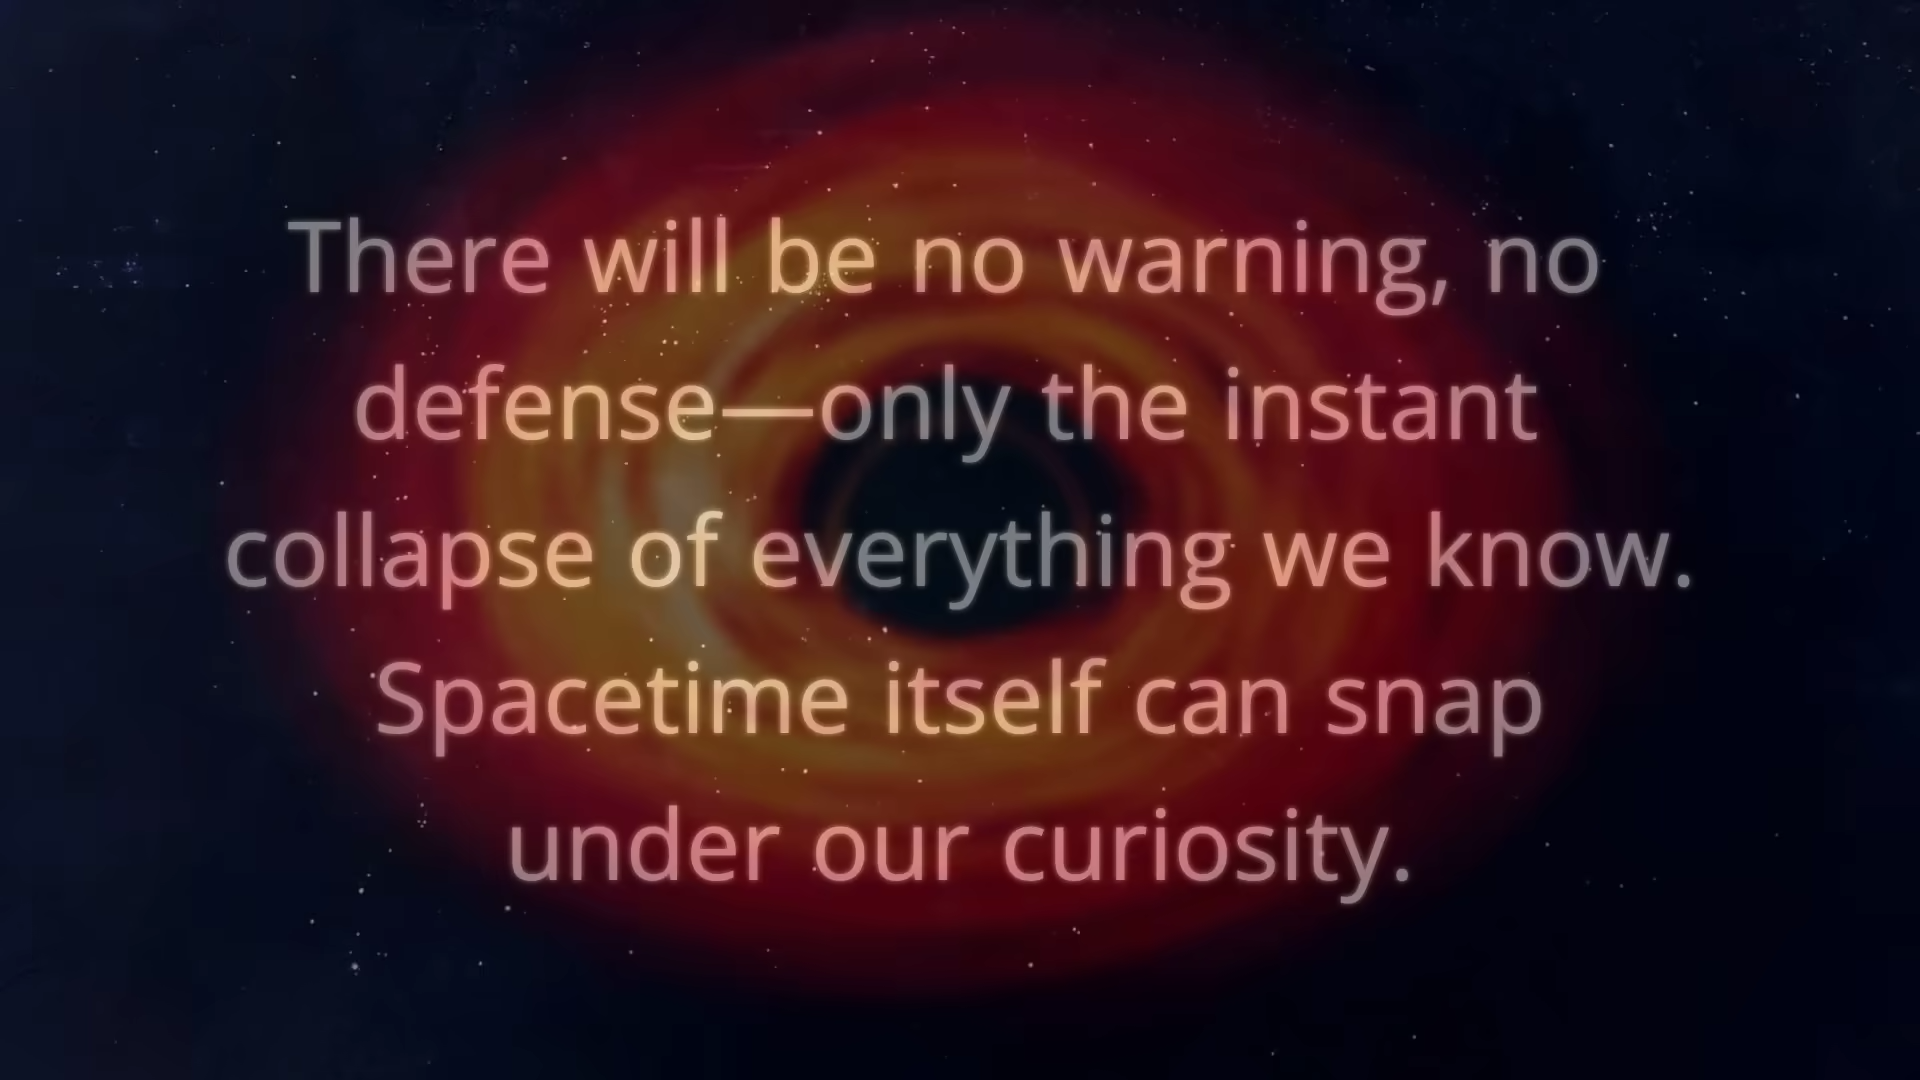 There will be no warning, no
defense—only the instant
collapse of everything we know.
Spacetime itself can snap
under our curiosity.